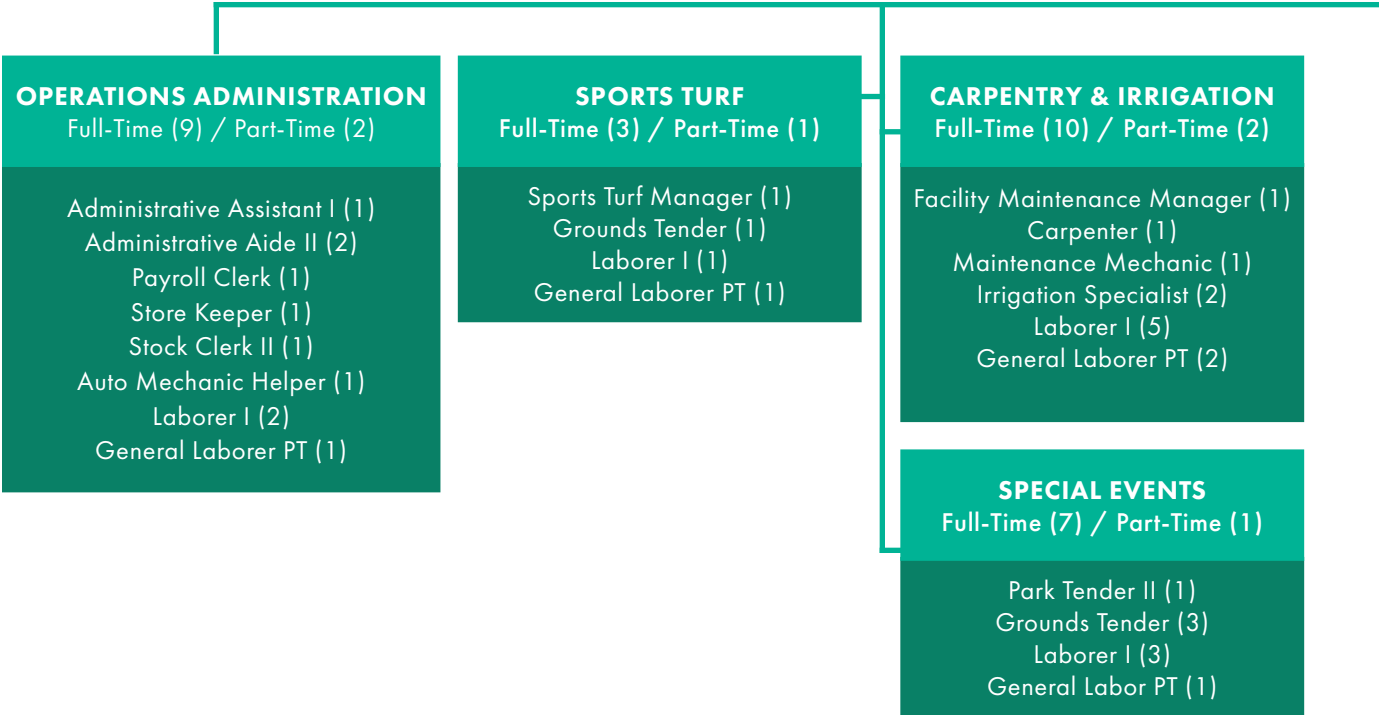 OPERATIONS ADMINISTRATION
Full-Time (9) / Part-Time (2)
Administrative Assistant I (1)
Administrative Aide II (2)
Payroll Clerk (1)
Store Keeper (1)
Stock Clerk II (1)
Auto Mechanic Helper (1)
Laborer I (2)
General Laborer PT (1)
SPORTS TURF
Full-Time (3) / Part-Time (1)
Sports Turf Manager (1)
Grounds Tender (1)
Laborer I (1)
General Laborer PT (1)
CARPENTRY & IRRIGATION
Full-Time (10) / Part-Time (2)
Facility Maintenance Manager (1)
Carpenter (1)
Maintenance Mechanic (1)
Irrigation Specialist (2)
Laborer I (5)
General Laborer PT (2)
SPECIAL EVENTS
Full-Time (7) / Part-Time (1)
Park Tender II (1)
Grounds Tender (3)
Laborer I (3)
General Labor PT (1)